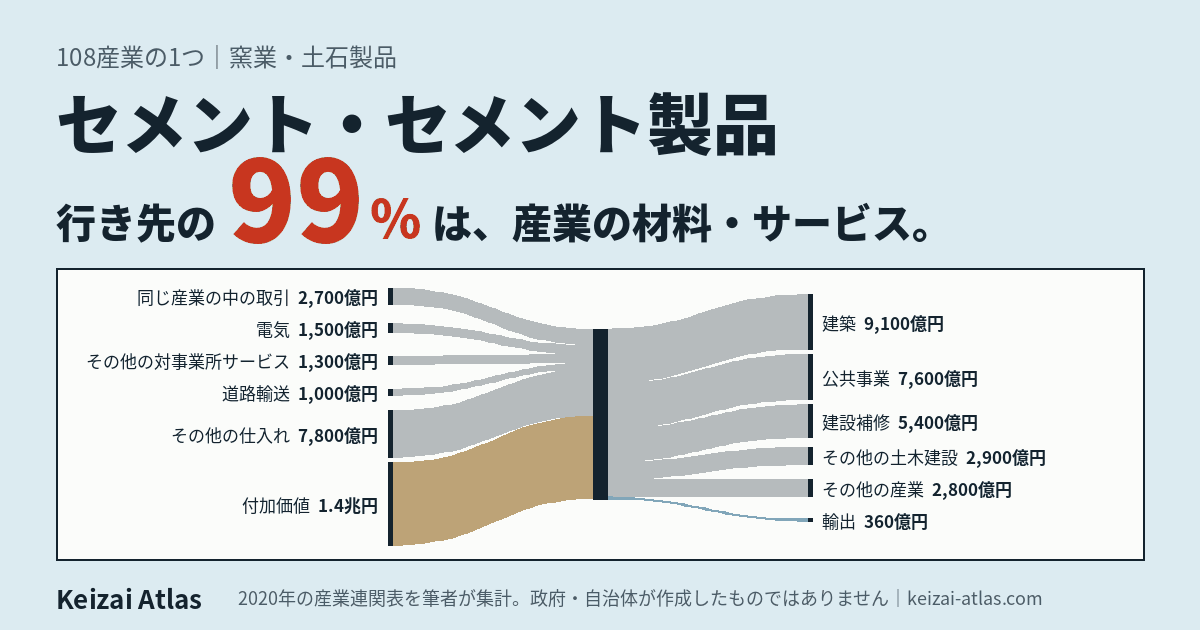 108産業の1つ｜窯業・土石製品
セメント・セメント製品
行き先の 99% は、産業の材料・サービス。
同じ産業の中の取引 2,700億円
電気 1,500億円
その他の対事業所サービス 1,300億円
道路輸送 1,000億円
その他の仕入れ 7,800億円
付加価値 1.4兆円
建築 9,100億円
公共事業 7,600億円
建設補修 5,400億円
その他の土木建設 2,900億円
その他の産業 2,800億円
輸出 360億円
Keizai Atlas
2020年の産業連関表を筆者が集計。政府・自治体が作成したものではありません｜keizai-atlas.com